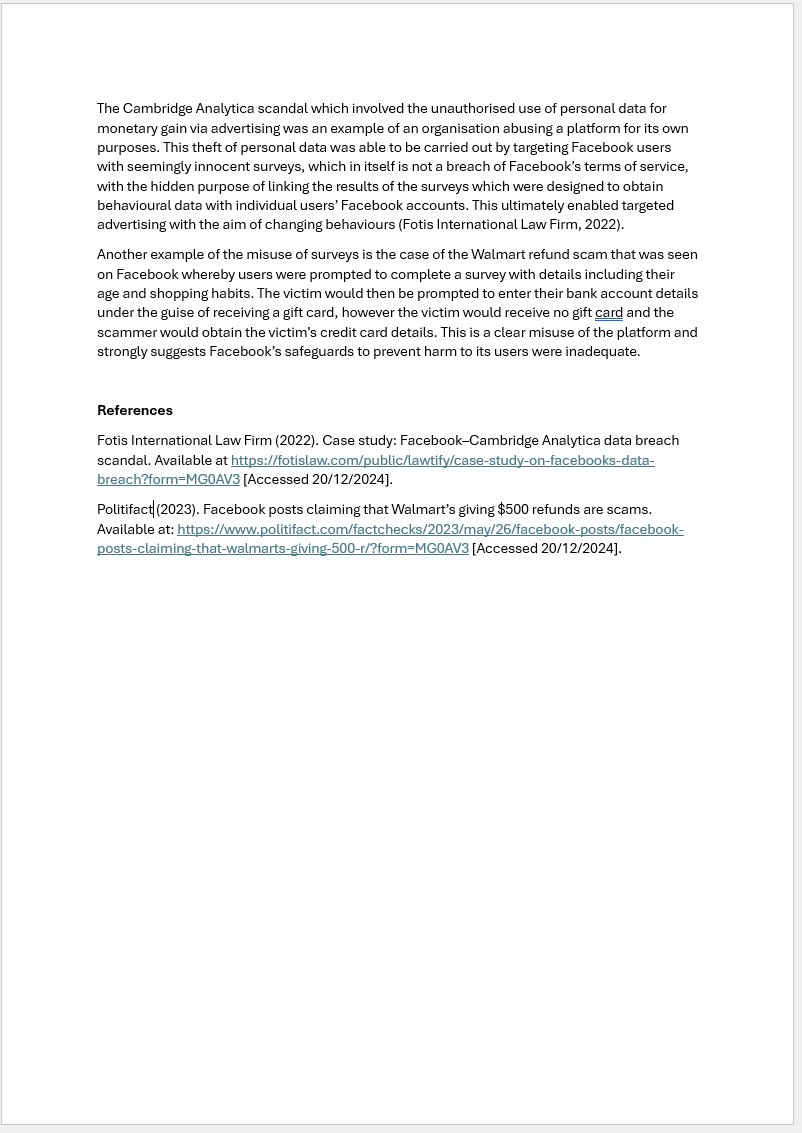 The Cambridge Analytica scandal which involved the unauthorised use of personal data for
monetary gain via advertising was an example of an organisation abusing a platform for its own
purposes. This theft of personal data was able to be carried out by targeting Facebook users
with seemingly innocent surveys, which in itself is not a breach of Facebook’s terms of service,
with the hidden purpose of linking the results of the surveys which were designed to obtain
behavioural data with individual users’ Facebook accounts. This ultimately enabled targeted
advertising with the aim of changing behaviours (Fotis International Law Firm, 2022).
Another example of the misuse of surveys is the case of the Walmart refund scam that was seen
on Facebook whereby users were prompted to complete a survey with details including their
age and shopping habits. The victim would then be prompted to enter their bank account details
under the guise of receiving a gift card, however the victim would receive no gift card and the
scammer would obtain the victim’s credit card details. This is a clear misuse of the platform and
strongly suggests Facebook’s safeguards to prevent harm to its users were inadequate.
References
Fotis International Law Firm (2022). Case study: Facebook–Cambridge Analytica data breach
scandal. Available at https://fotislaw.com/public/lawtify/case-study-on-facebooks-data-
breach?form=MG0AV3 [Accessed 20/12/2024].
Politifact (2023). Facebook posts claiming that Walmart’s giving $500 refunds are scams.
Available at: https://www.politifact.com/factchecks/2023/may/26/facebook-posts/facebook-
posts-claiming-that-walmarts-giving-500-r/?form=MG0AV3 [Accessed 20/12/2024].